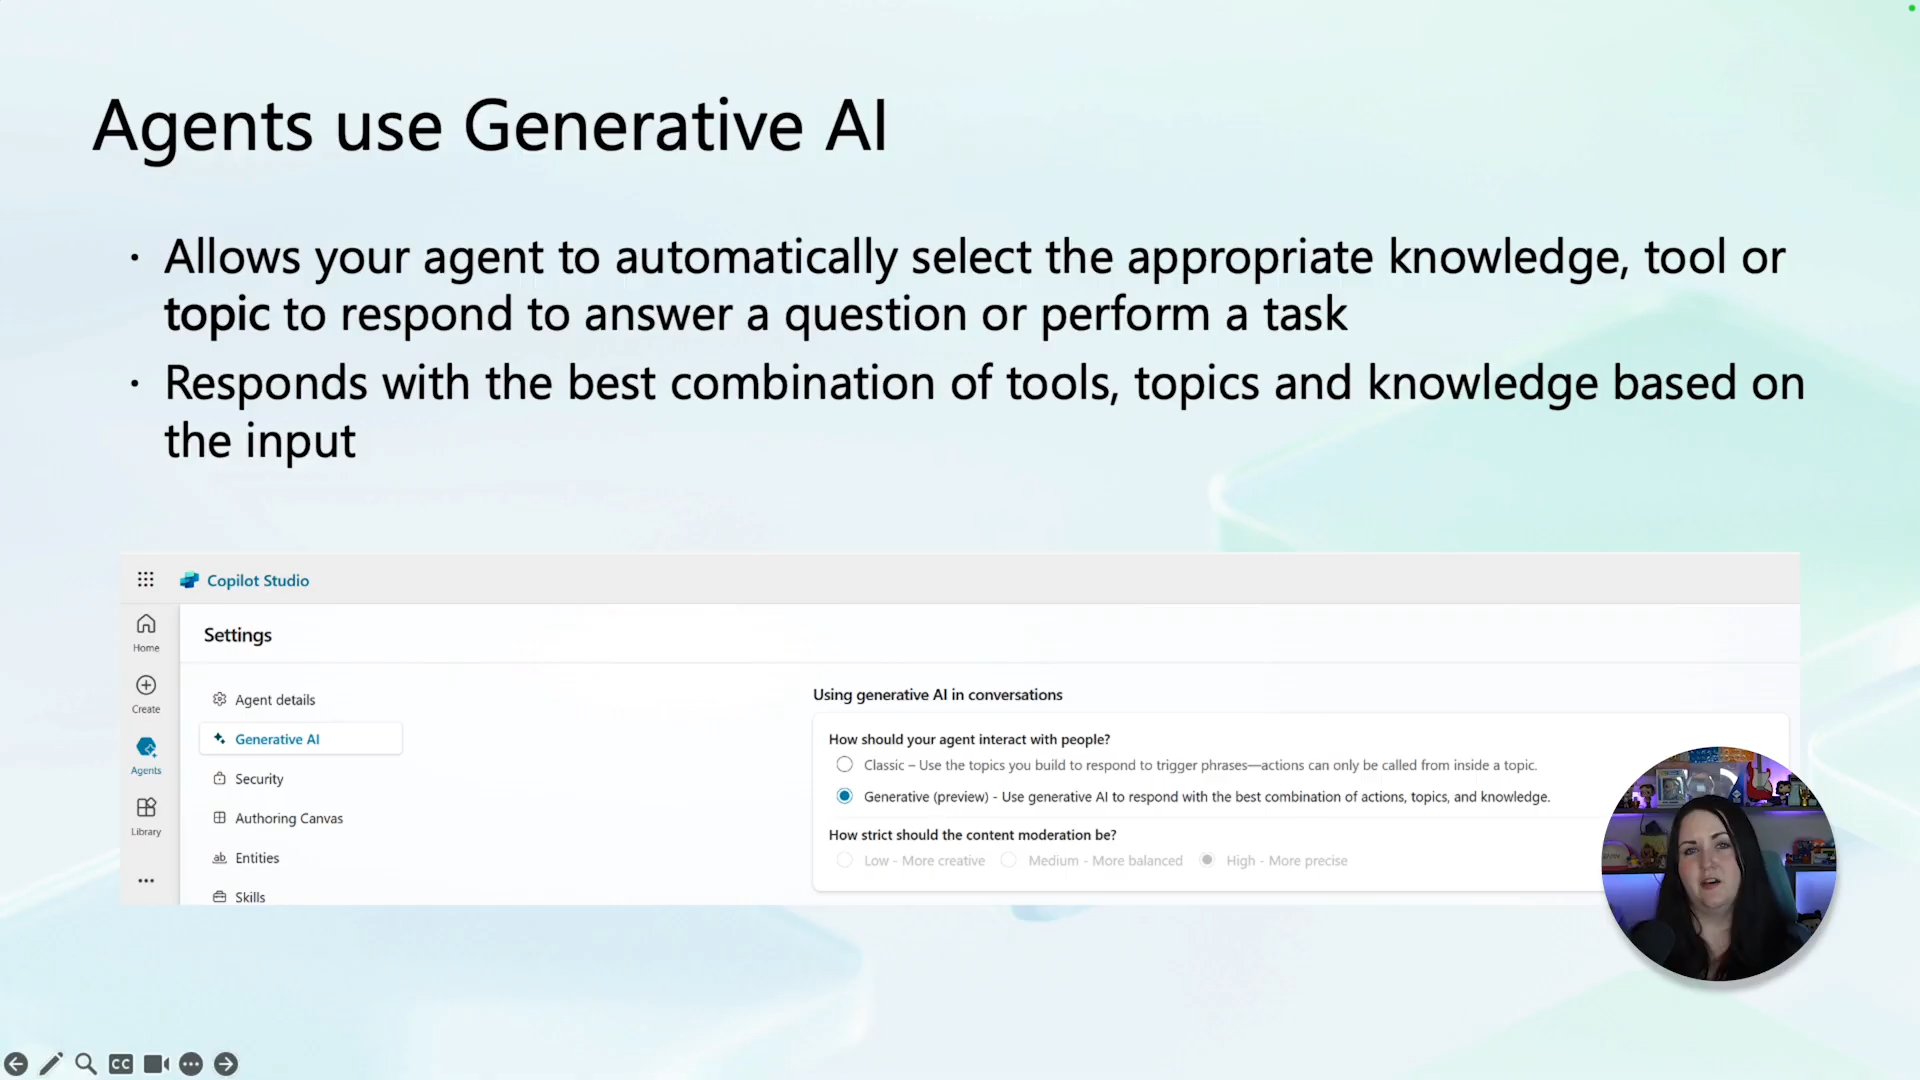 Agents use Generative AI
· Allows your agent to automatically select the appropriate knowledge, tool or
topic to respond to answer a question or perform a task
· Responds with the best combination of tools, topics and knowledge based on
the input
Copilot Studio
Home
Create
Agents
Library
Settings
Agent details
Generative AI
Security
Authoring Canvas
ab Entities
Skills
Using generative AI in conversations
How should your agent interact with people?
Classic – Use the topics you build to respond to trigger phrases—actions can only be called from inside a topic.
Generative (preview) - Use generative AI to respond with the best combination of actions, topics, and knowledge.
How strict should the content moderation be?
Low - More creative Medium - More balanced High - More precise
CC